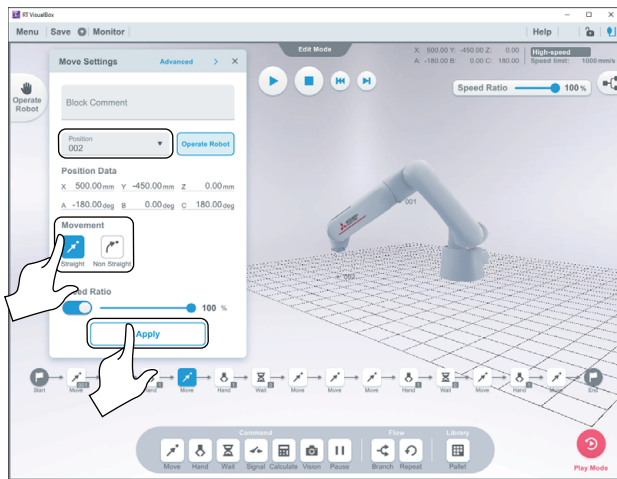 RT VisualBox
Menu Save Monitor Help
Edit Mode
X: 500.00 Y: -450.00 Z: 0.00 High-speed
A: -180.00 B: 0.00 C: 180.00 Speed limit: 1000 mm/s
Move Settings Advanced > ×
Operate
Robot
Block Comment
Speed Ratio 100 %
Position
002
Operate Robot
Position Data
X 500.00 mm Y -450.00 mm Z 0.00 mm
A -180.00 deg B 0.00 deg C 180.00 deg
Movement
Straight Non Straight
001
002
Ratio
100 %
Apply
Start Move Hand Move Hand Wait Move Move Move Hand Wait Move Hand Move End
Command Flow Library
Move Hand Wait Signal Calculate Vision Pause Branch Repeat Pallet
Play Mode